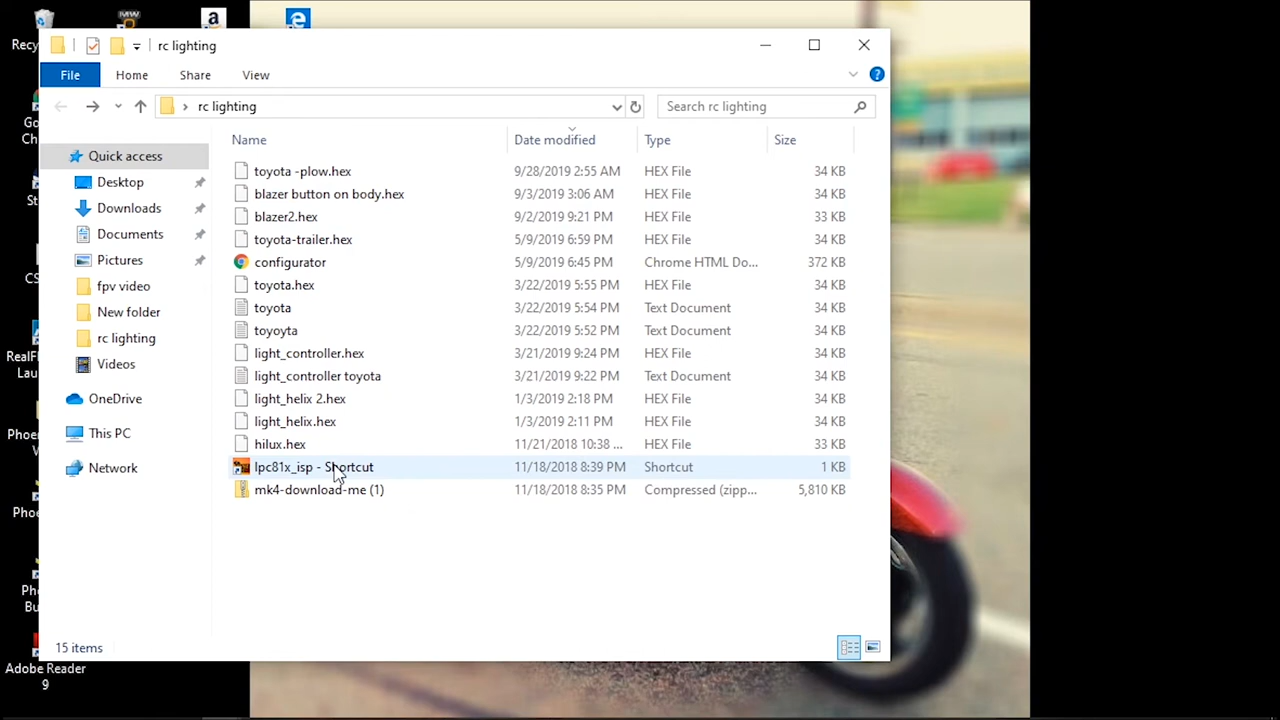 rc lighting
File Home Share View
rc lighting
Search rc lighting
Name Date modified Type Size
Quick access
Desktop
Downloads
Documents
Pictures
fpv video
New folder
rc lighting
Videos
OneDrive
This PC
Network
toyota -plow.hex 9/28/2019 2:55 AM HEX File 34 KB
blazer button on body.hex 9/3/2019 3:06 AM HEX File 34 KB
blazer2.hex 9/2/2019 9:21 PM HEX File 33 KB
toyota-trailer.hex 5/9/2019 6:59 PM HEX File 34 KB
configurator 5/9/2019 6:45 PM Chrome HTML Do... 372 KB
toyota.hex 3/22/2019 5:55 PM HEX File 34 KB
toyota 3/22/2019 5:54 PM Text Document 34 KB
toyoyta 3/22/2019 5:52 PM Text Document 34 KB
light_controller.hex 3/21/2019 9:24 PM HEX File 34 KB
light_controller toyota 3/21/2019 9:22 PM Text Document 34 KB
light_helix 2.hex 1/3/2019 2:18 PM HEX File 34 KB
light_helix.hex 1/3/2019 2:11 PM HEX File 34 KB
hilux.hex 11/21/2018 10:38 ... HEX File 33 KB
lpc81x_isp - Shortcut 11/18/2018 8:39 PM Shortcut 1 KB
mk4-download-me (1) 11/18/2018 8:35 PM Compressed (zipp... 5,810 KB
15 items
Recy
Go
Ch
St
CS
RealFl
Lau
Phoe
Pho
Pho
Bu
Adobe Reader
9